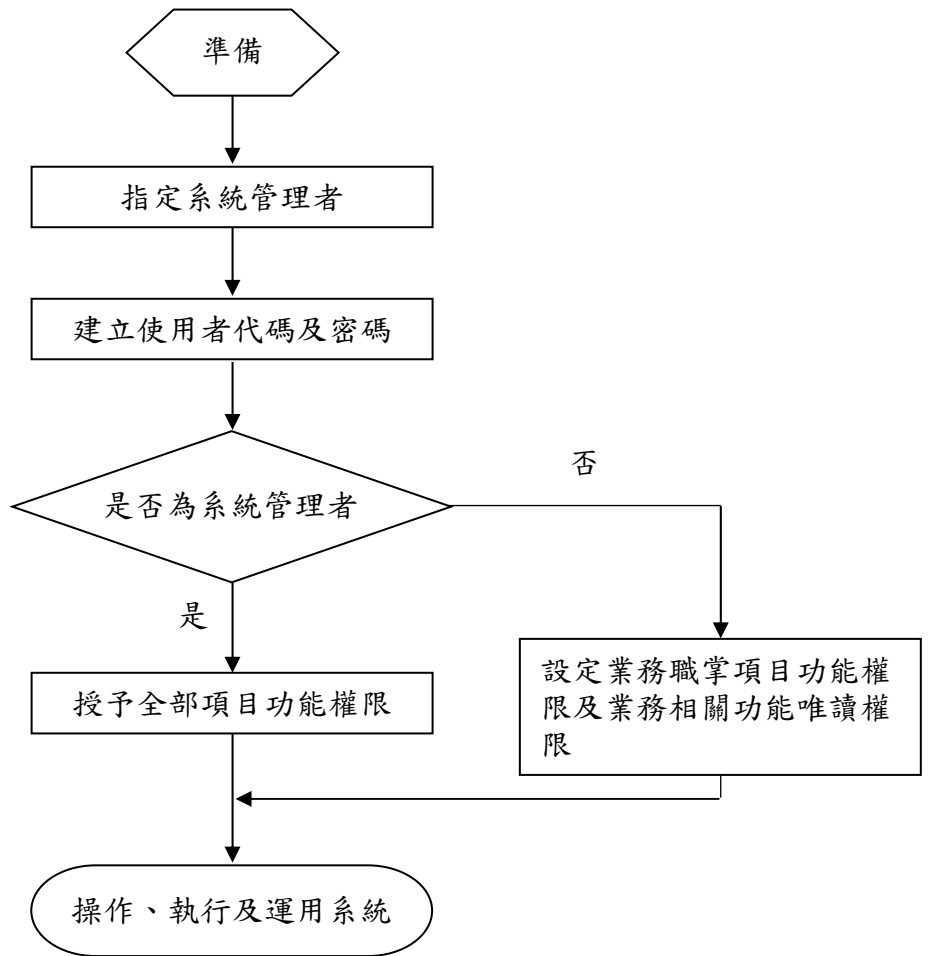 準備
指定系統管理者
建立使用者代碼及密碼
是否為系統管理者
否
是
授予全部項目功能權限
設定業務職掌項目功能權
限及業務相關功能唯讀權
限
操作、執行及運用系統